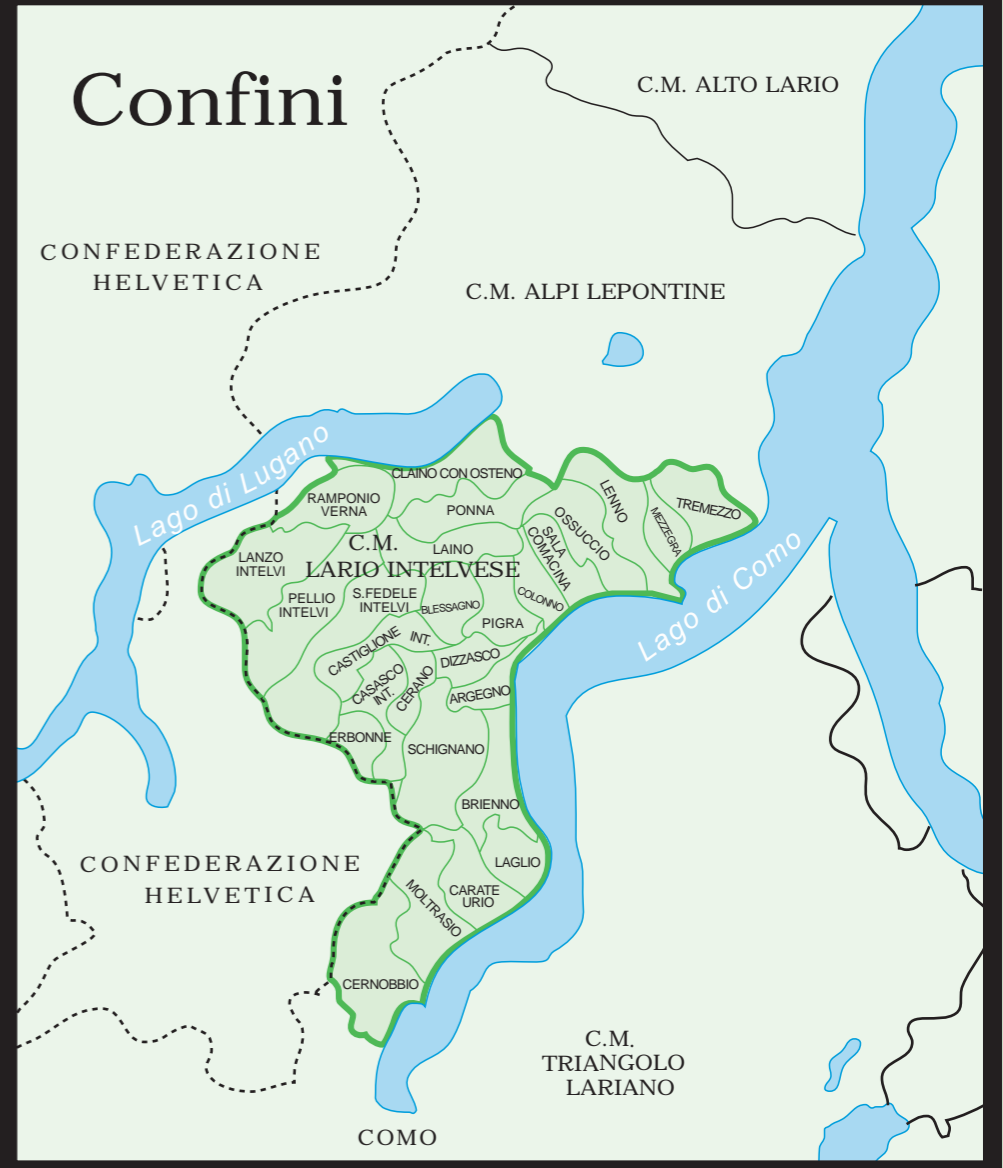 Confini
C.M. ALTO LARIO
CONFEDERAZIONE
HELVETICA
C.M. ALPI LEPONTINE
Lago di Lugano
CLAINO CON OSTENO
RAMPONIO
VERNA
PONNA
LENNO
TREMEZZO
MEZZEGRA
OSSUCCIO
SALA
COMACINA
C.M.
LARIO INTELVESE
LAINO
LANZO
INTELVI
PELLIO
INTELVI
S.FEDELE
INTELVI
BLESSAGNO
COLONNO
PIGRA
Lago di Como
CASTIGLIONE INT.
DIZZASCO
CASASCO
INT.
CERANO
ARGEGNO
ERBONNE
SCHIGNANO
BRIENNO
CONFEDERAZIONE
HELVETICA
LAGLIO
CARATE
URIO
MOLTRASIO
CERNOBBIO
C.M.
TRIANGOLO
LARIANO
COMO